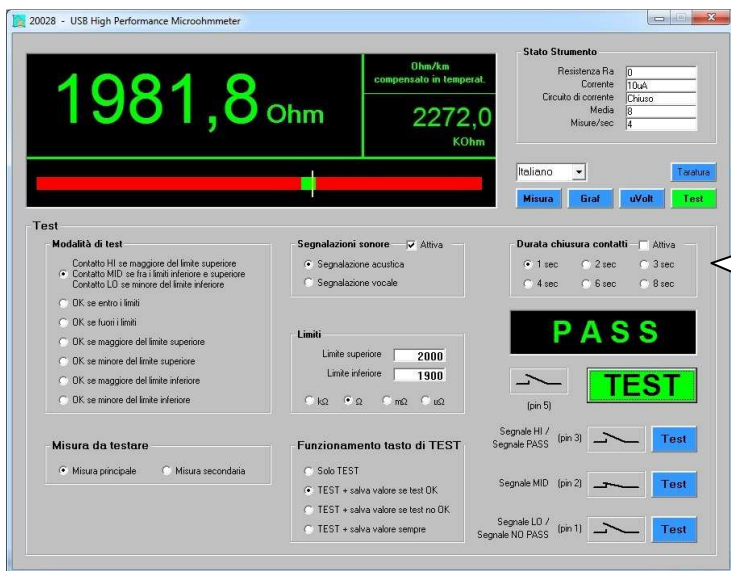 20028 - USB High Performance Microohmmeter
1981,8 Ohm
Ohm/km
compensato in temperat.
2272,0
KOhm
Stato Strumento
Resistenza Ra 0
Corrente 10uA
Circuito di corrente Chiuso
Media 8
Misure/sec 4
Italiano
Taratura
Misura Graf uVolt Test
Test
Modalità di test
Contatto HI se maggiore del limite superiore
Contatto MID se fra i limiti inferiore e superiore
Contatto LO se minore del limite inferiore
OK se entro i limiti
OK se fuori i limiti
OK se maggiore del limite superiore
OK se minore del limite superiore
OK se maggiore del limite inferiore
OK se minore del limite inferiore
Misura da testare
Misura principale Misura secondaria
Segnalazioni sonore Attiva
Segnalazione acustica
Segnalazione vocale
Limiti
Limite superiore 2000
Limite inferiore 1900
kΩ Ω mΩ uΩ
Funzionamento tasto di TEST
Solo TEST
TEST + salva valore se test OK
TEST + salva valore se test no OK
TEST + salva valore sempre
Durata chiusura contatti Attiva
1 sec 2 sec 3 sec
4 sec 6 sec 8 sec
PASS
TEST
(pin 5)
Segnale HI /
Segnale PASS (pin 3) Test
Segnale MID (pin 2) Test
Segnale LO /
Segnale NO PASS (pin 1) Test